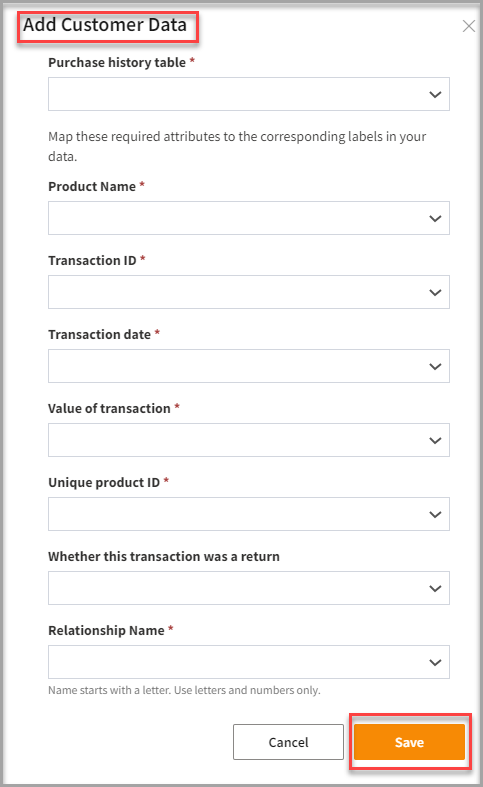 Add Customer Data
Purchase history table *
Map these required attributes to the corresponding labels in your
data.
Product Name *
Transaction ID *
Transaction date *
Value of transaction *
Unique product ID *
Whether this transaction was a return
Relationship Name *
Name starts with a letter. Use letters and numbers only.
Cancel
Save